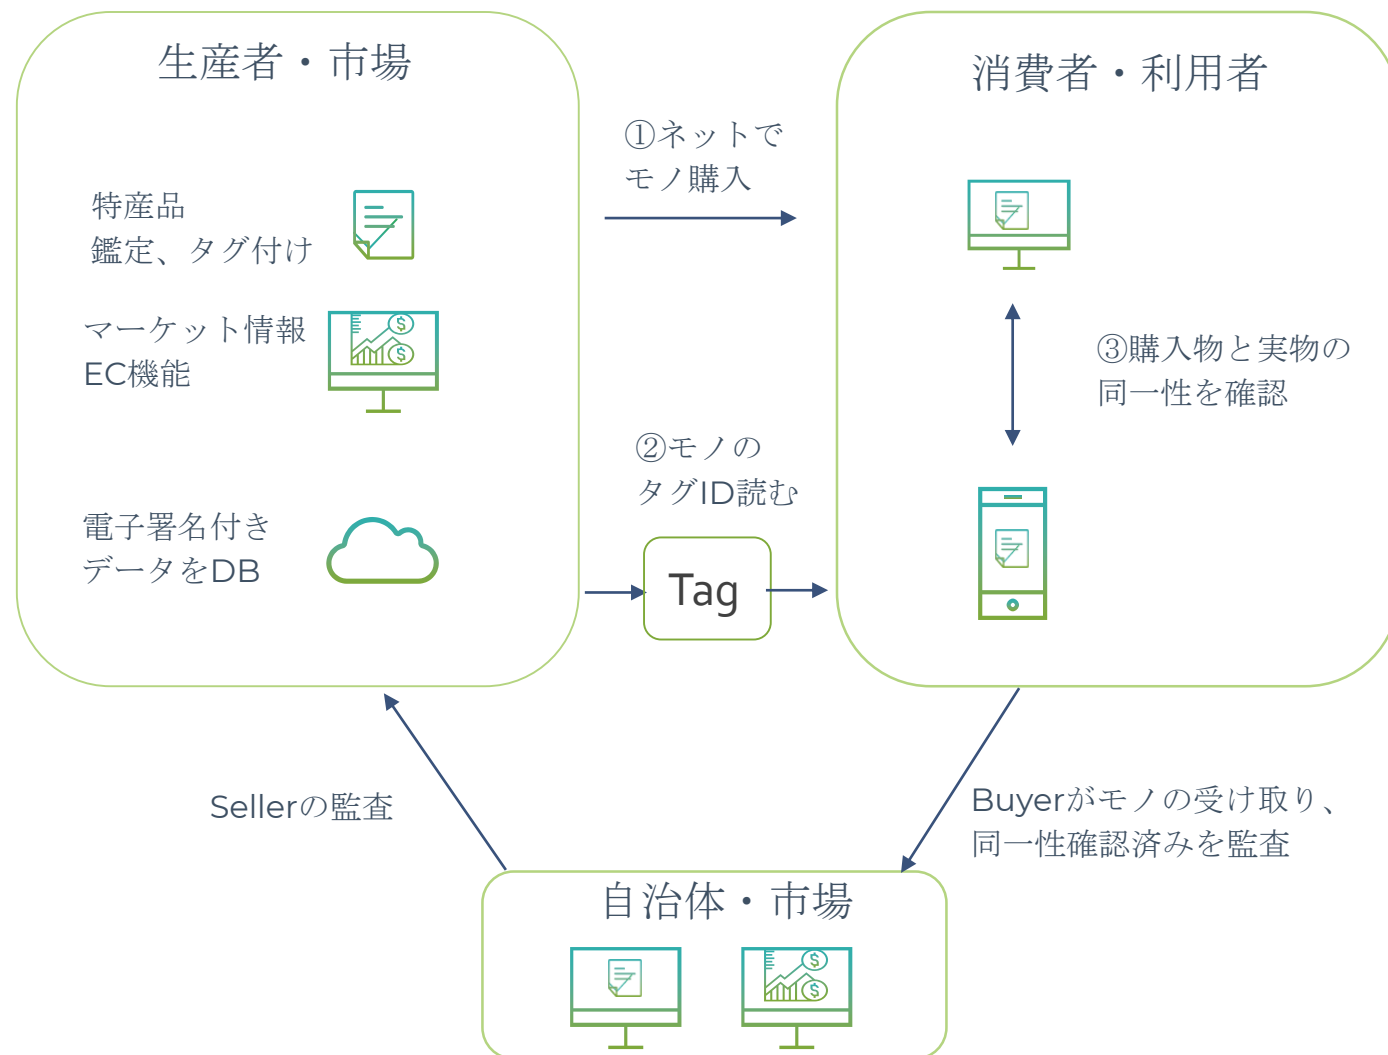 生産者・市場
特産品
鑑定、タグ付け
マーケット情報
EC機能
電子署名付き
データをDB
①ネットで
モノ購入
②モノの
タグID読む
Tag
消費者・利用者
③購入物と実物の
同一性を確認
Sellerの監査
Buyerがモノの受け取り、
同一性確認済みを監査
自治体・市場